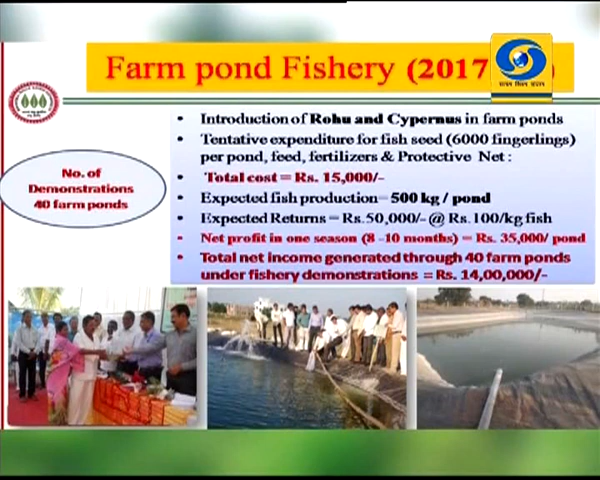 Farm pond Fishery (2017
No. of
Demonstrations
40 farm ponds
• Introduction of Rohu and Cypernus in farm ponds
• Tentative expenditure for fish seed (6000 fingerlings)
per pond, feed, fertilizers & Protective Net :
• Total cost = Rs. 15,000/-
• Expected fish production= 500 kg / pond
• Expected Returns = Rs.50,000/- @ Rs.100/kg fish
• Net profit in one season (8 -10 months) = Rs. 35,000/ pond
• Total net income generated through 40 farm ponds
under fishery demonstrations = Rs. 14,00,000/-